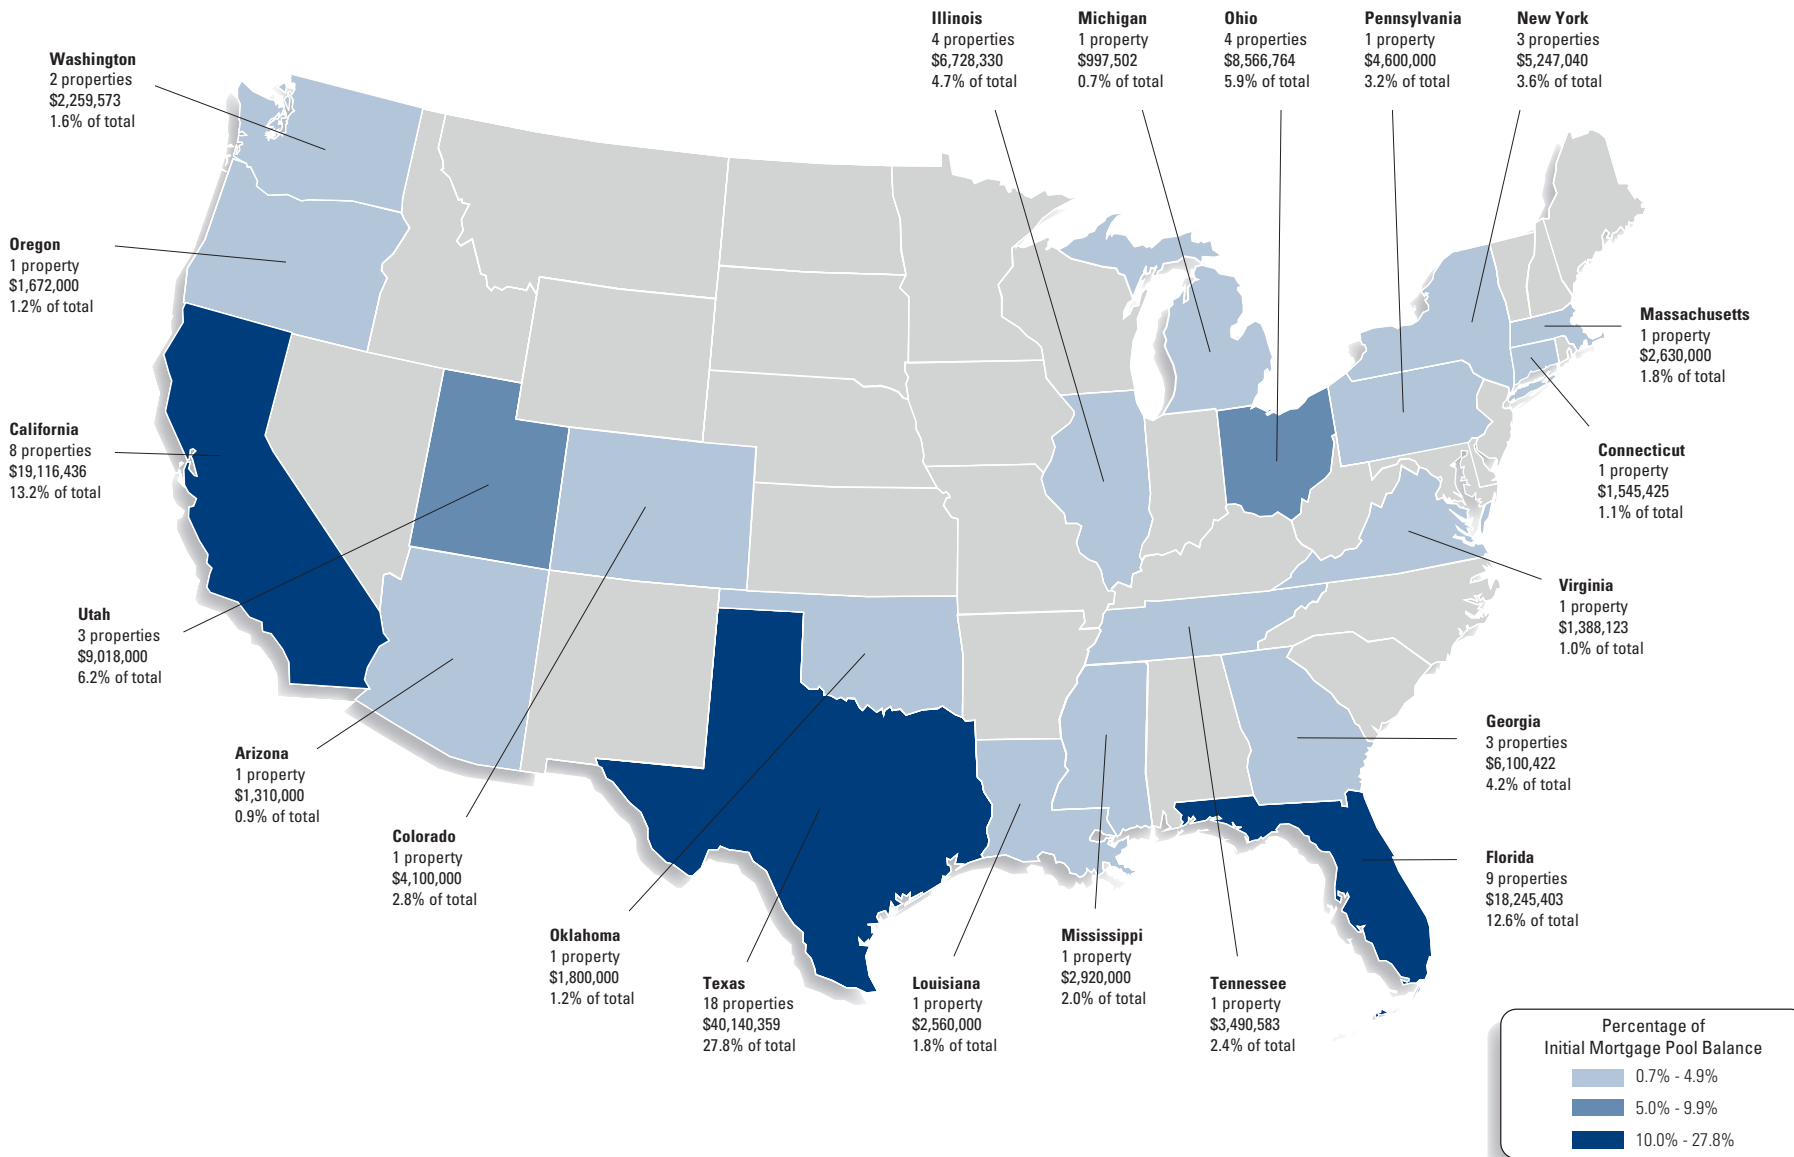 Illinois
4 properties
$6,728,330
4.7% of total
Michigan
1 property
$997,502
0.7% of total
Ohio
4 properties
$8,566,764
5.9% of total
Pennsylvania
1 property
$4,600,000
3.2% of total
New York
3 properties
$5,247,040
3.6% of total
Washington
2 properties
$2,259,573
1.6% of total
Oregon
1 property
$1,672,000
1.2% of total
Massachusetts
1 property
$2,630,000
1.8% of total
California
8 properties
$19,116,436
13.2% of total
Connecticut
1 property
$1,545,425
1.1% of total
Utah
3 properties
$9,018,000
6.2% of total
Virginia
1 property
$1,388,123
1.0% of total
Arizona
1 property
$1,310,000
0.9% of total
Georgia
3 properties
$6,100,422
4.2% of total
Colorado
1 property
$4,100,000
2.8% of total
Florida
9 properties
$18,245,403
12.6% of total
Oklahoma
1 property
$1,800,000
1.2% of total
Texas
18 properties
$40,140,359
27.8% of total
Louisiana
1 property
$2,560,000
1.8% of total
Mississippi
1 property
$2,920,000
2.0% of total
Tennessee
1 property
$3,490,583
2.4% of total
Percentage of
Initial Mortgage Pool Balance
0.7% - 4.9%
5.0% - 9.9%
10.0% - 27.8%